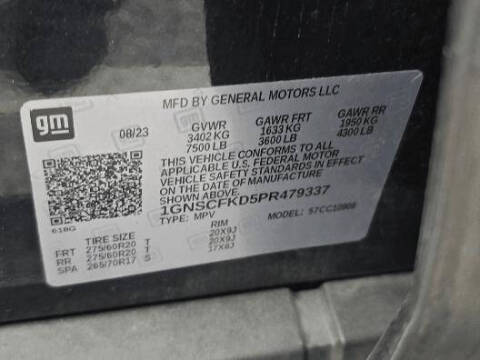 gm
MFD BY GENERAL MOTORS LLC
08/23 GVWR GAWR FRT GAWR RR
3402 KG 1633 KG 1950 KG
7500 LB 3600 LB 4300 LB
THIS VEHICLE CONFORMS TO ALL
APPLICABLE U.S. FEDERAL MOTOR
VEHICLE SAFETY STANDARDS IN EFFECT
ON THE DATE OF MANUFACTURE SHOWN ABOVE.
1GNSCFKD5PR479337
TYPE: MPV MODEL:
TIRE SIZE RIM
FRT 275/60R20 T 20X9J
RR 275/60R20 T 20X9J
SPA 265/70R17 S 17X8J